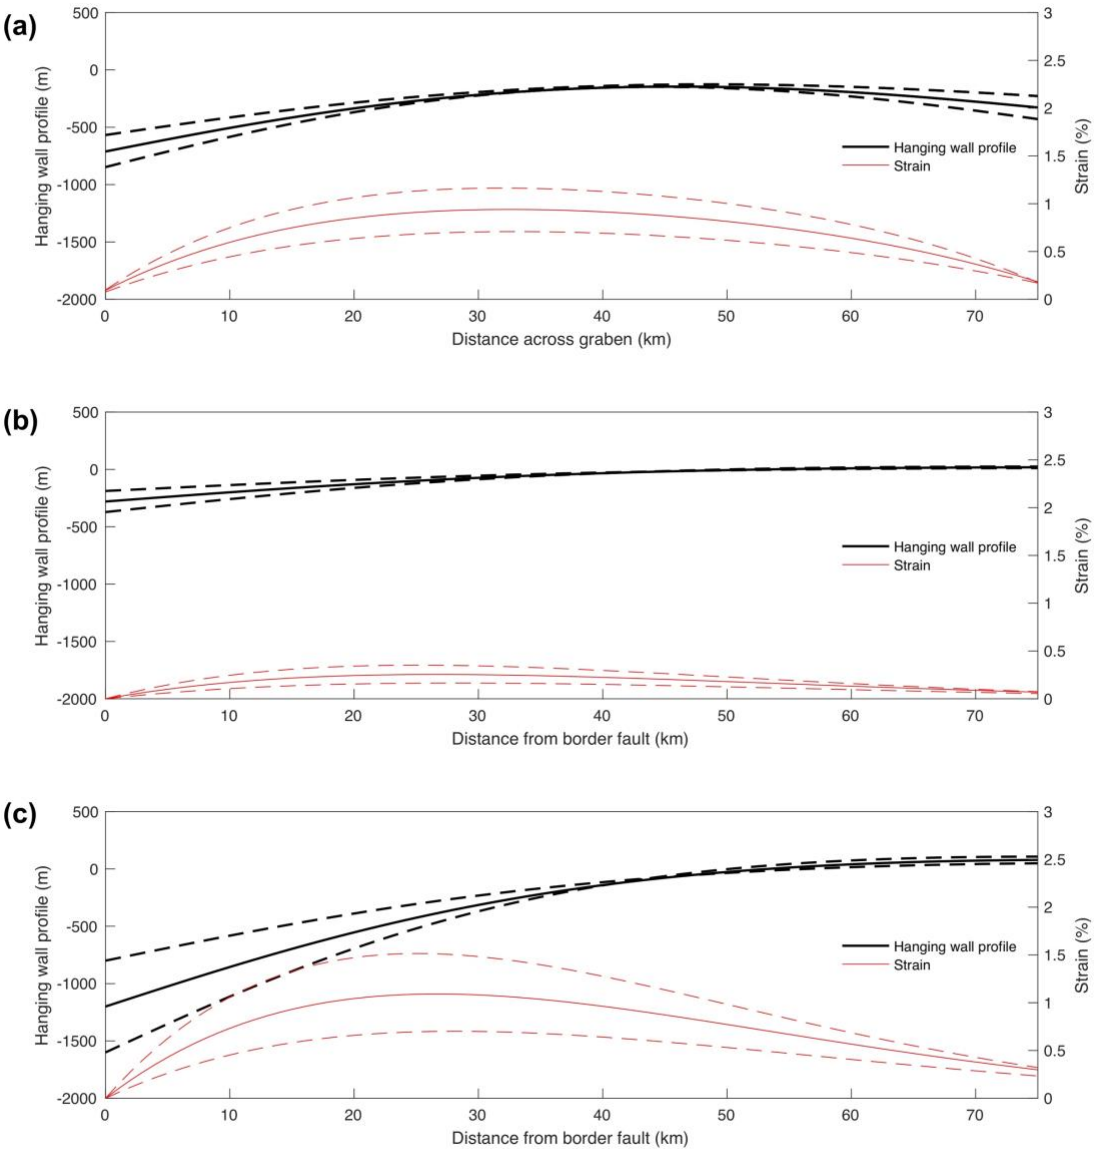 (a)
500
0
-500
-1000
-1500
-2000
Hanging wall profile (m)
3
2.5
2
1.5
1
0.5
0
Strain (%)
Hanging wall profile
Strain
0 10 20 30 40 50 60 70
Distance across graben (km)
(b)
500
0
-500
-1000
-1500
-2000
Hanging wall profile (m)
3
2.5
2
1.5
1
0.5
0
Strain (%)
Hanging wall profile
Strain
0 10 20 30 40 50 60 70
Distance from border fault (km)
(c)
500
0
-500
-1000
-1500
-2000
Hanging wall profile (m)
3
2.5
2
1.5
1
0.5
0
Strain (%)
Hanging wall profile
Strain
0 10 20 30 40 50 60 70
Distance from border fault (km)